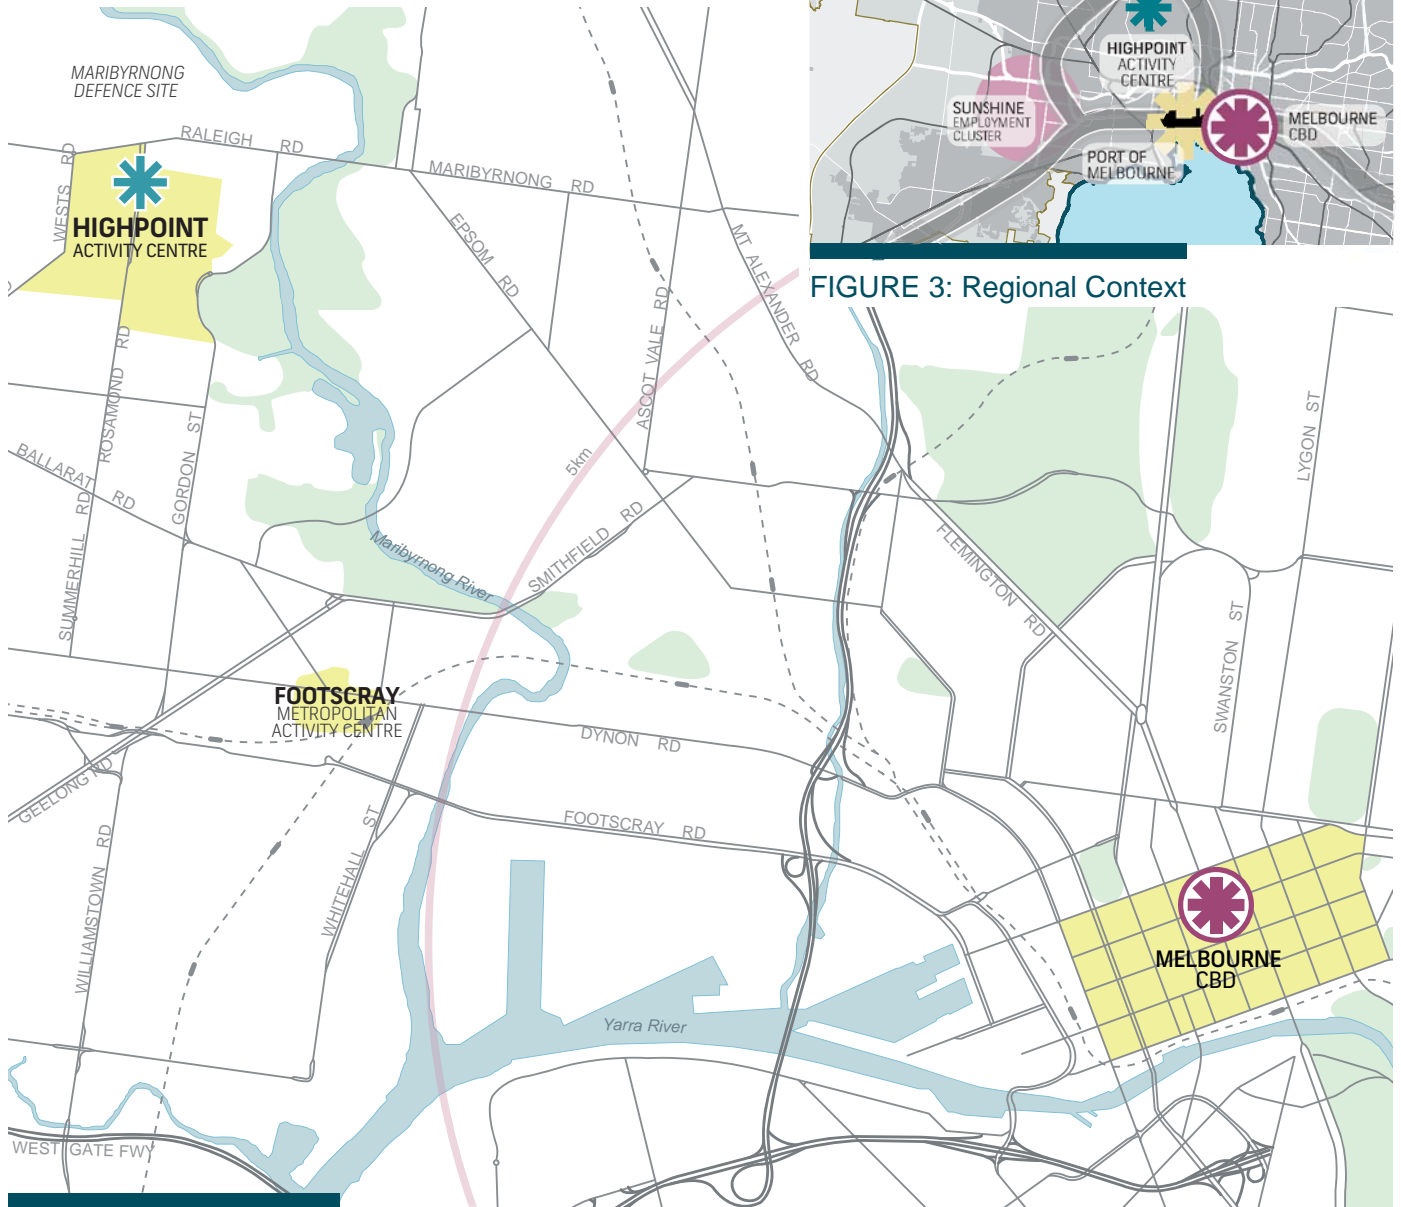 MARIBYRNONG
DEFENCE SITE
RALEIGH RD
WESTS RD
HIGHPOINT
ACTIVITY CENTRE
MARIBYRNONG RD
EPSOM RD
MT ALEXANDER RD
ASCOT VALE RD
HIGHPOINT
ACTIVITY
CENTRE
SUNSHINE
EMPLOYMENT
CLUSTER
MELBOURNE
CBD
PORT OF
MELBOURNE
FIGURE 3: Regional Context
ROSAMOND RD
GORDON ST
BALLARAT RD
SUMMERHILL RD
5km
LYGON ST
Maribyrnong River
SMITHFIELD RD
FLEMINGTON RD
SWANSTON ST
FOOTSCRAY
METROPOLITAN
ACTIVITY CENTRE
DYNON RD
GEELONG RD
FOOTSCRAY RD
WILLIAMSTOWN RD
WHITEHALL ST
MELBOURNE
CBD
Yarra River
WEST GATE FWY